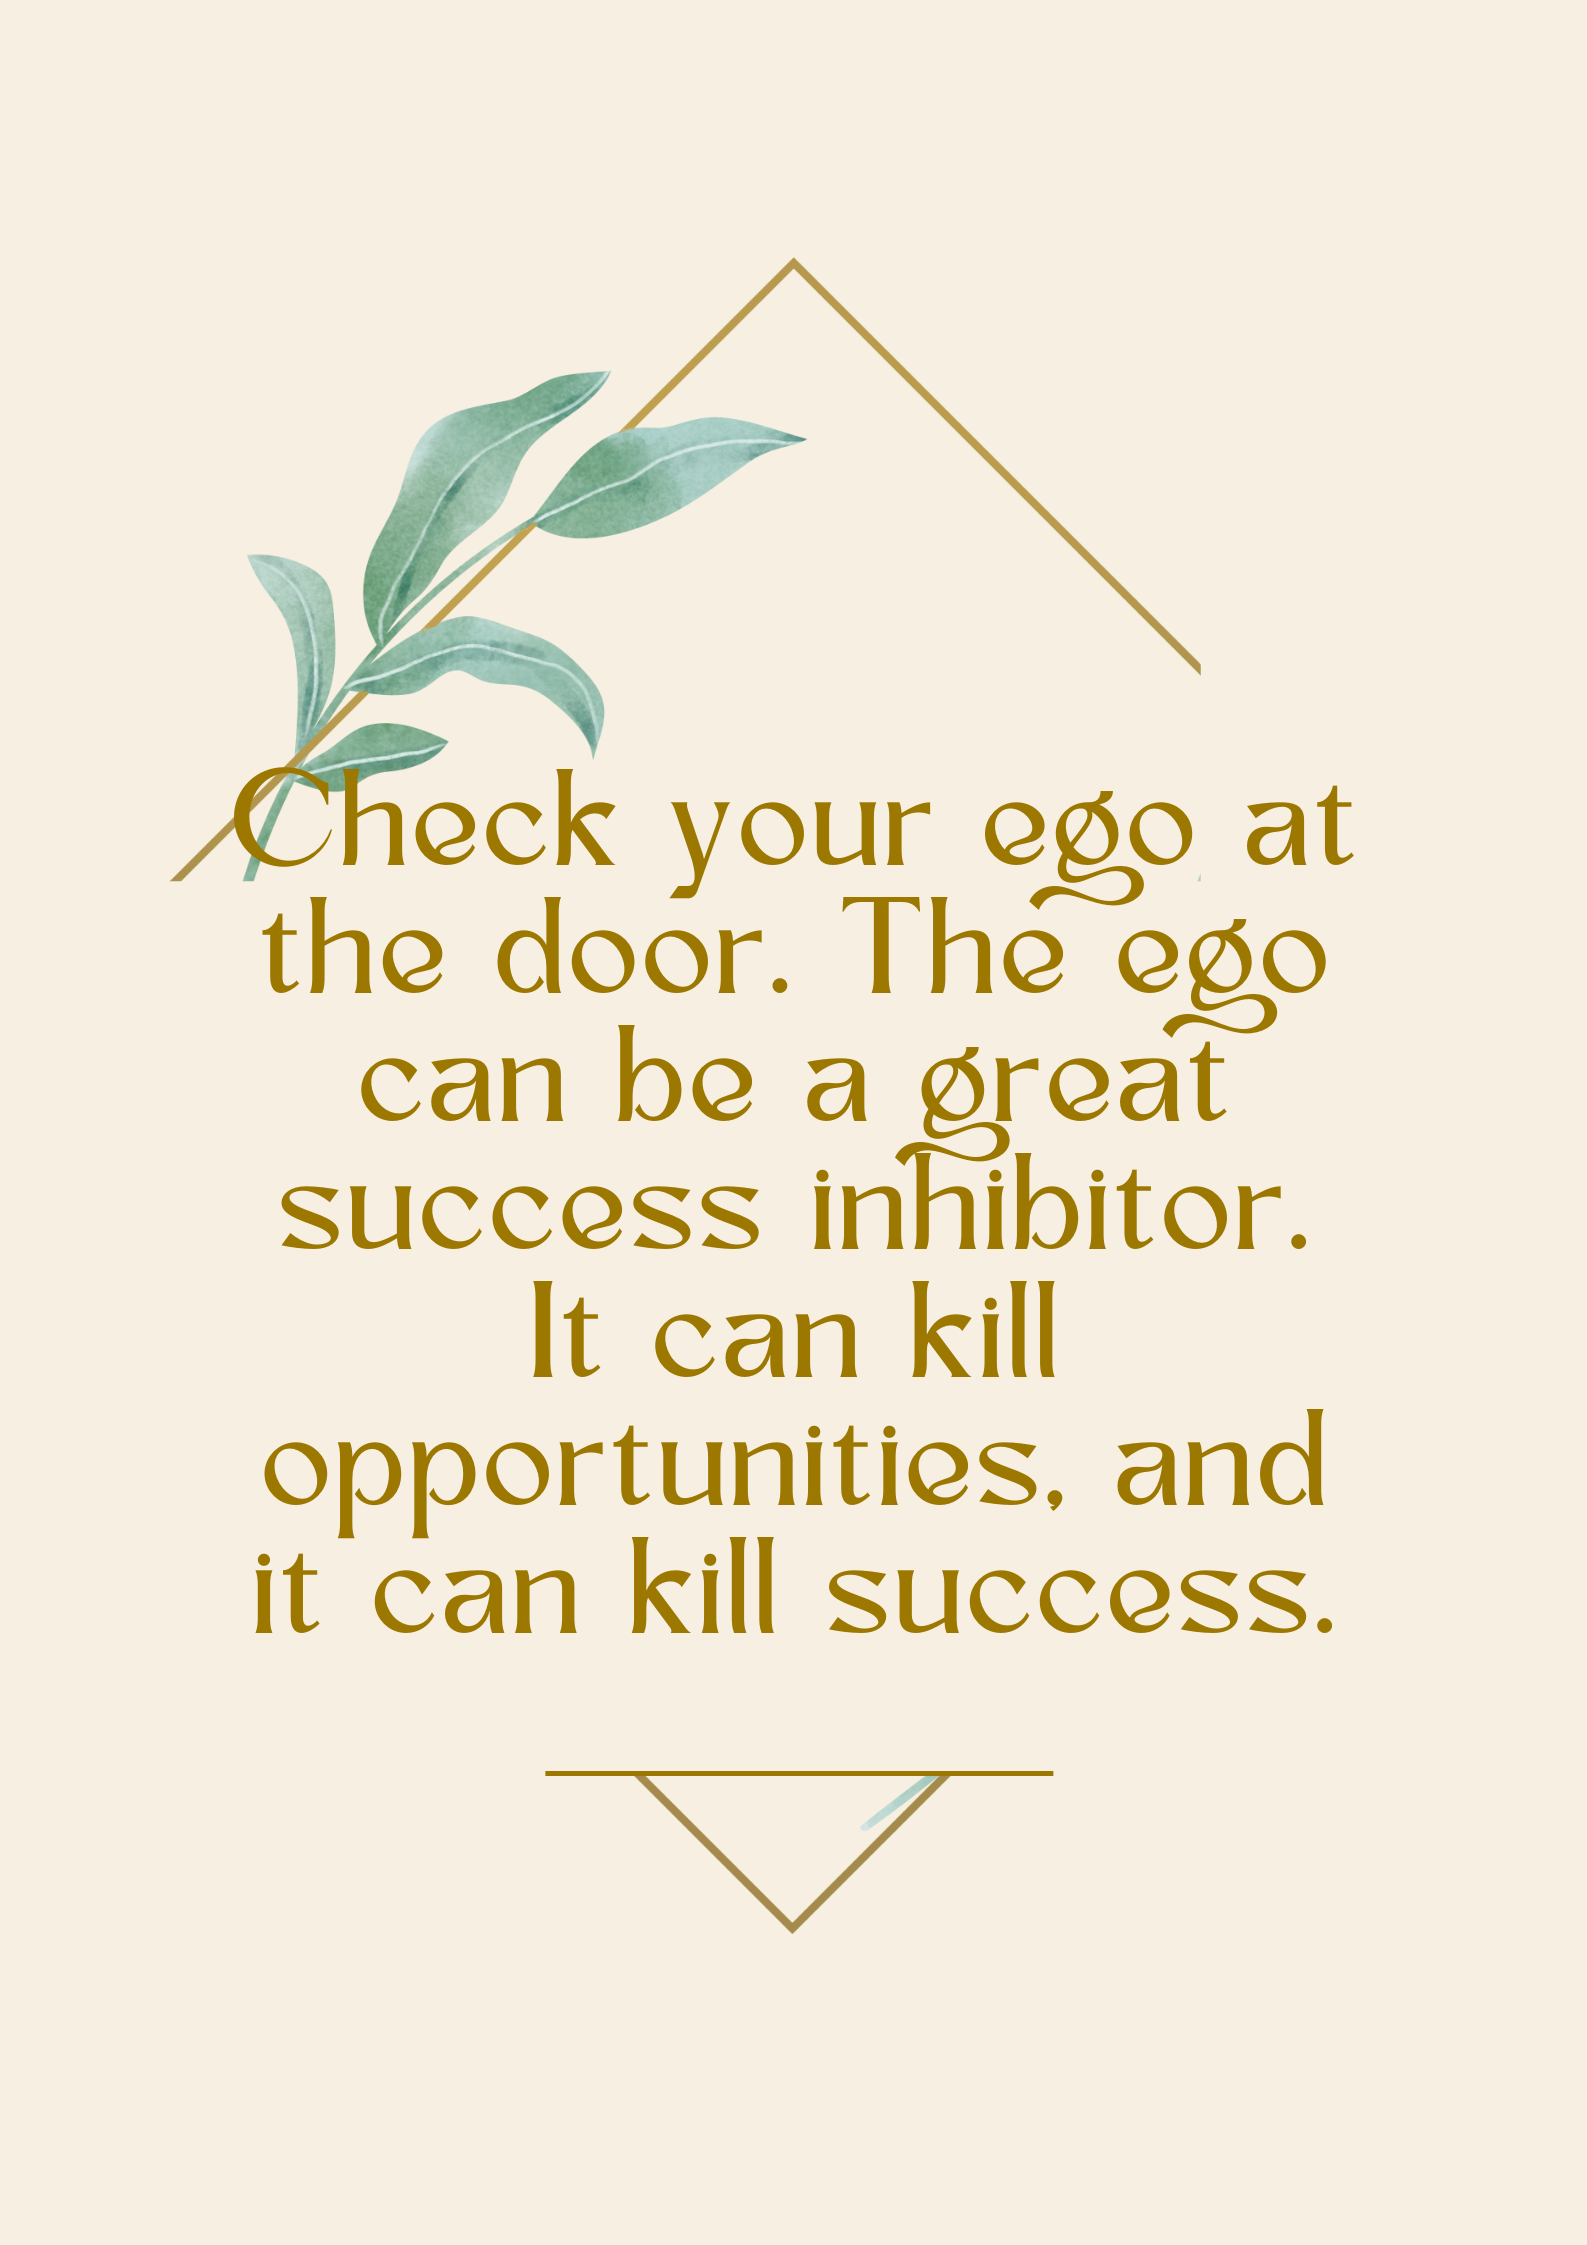 Check your ego at
the door. The ego
can be a great
success inhibitor.
It can kill
opportunities, and
it can kill success.